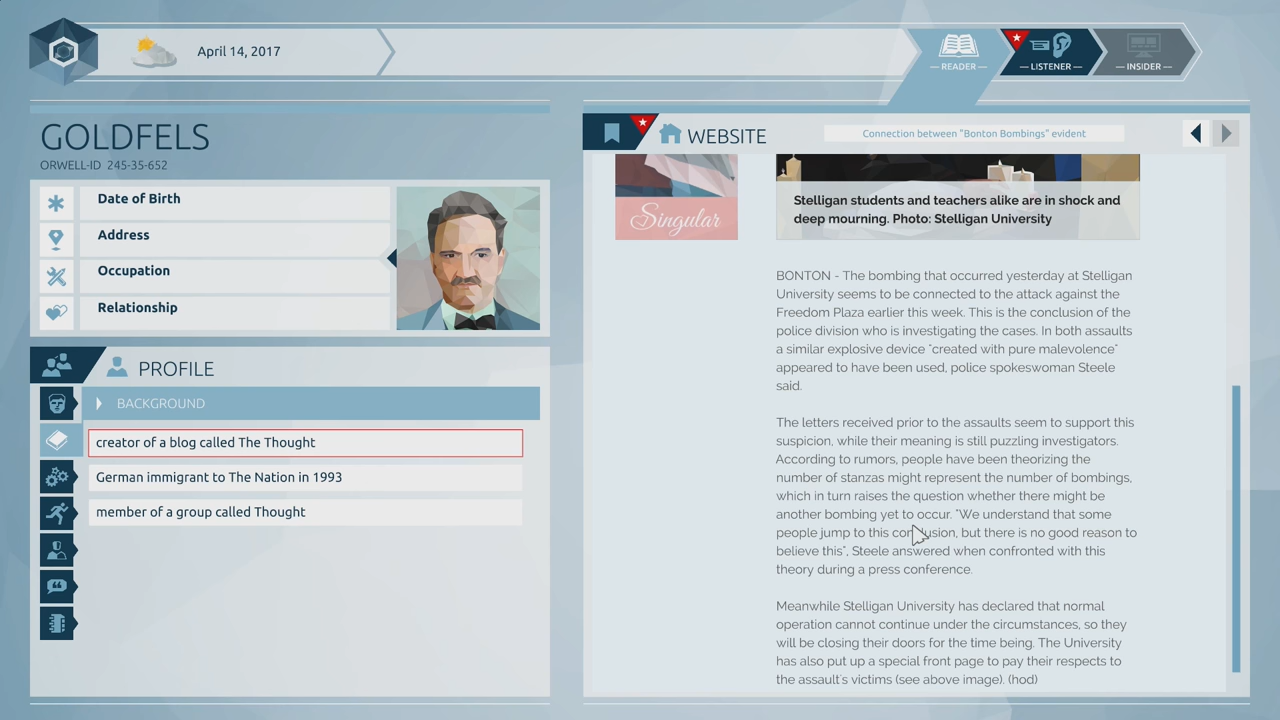 April 14, 2017
— READER —
— LISTENER —
— INSIDER —
GOLDFELS
ORWELL-ID 245-35-652
Date of Birth
Address
Occupation
Relationship
PROFILE
BACKGROUND
creator of a blog called The Thought
German immigrant to The Nation in 1993
member of a group called Thought
WEBSITE
Connection between "Bonton Bombings" evident
Singular
Stelligan students and teachers alike are in shock and
deep mourning. Photo: Stelligan University
BONTON - The bombing that occurred yesterday at Stelligan
University seems to be connected to the attack against the
Freedom Plaza earlier this week. This is the conclusion of the
police division who is investigating the cases. In both assaults
a similar explosive device "created with pure malevolence"
appeared to have been used, police spokeswoman Steele
said.
The letters received prior to the assaults seem to support this
suspicion, while their meaning is still puzzling investigators.
According to rumors, people have been theorizing the
number of stanzas might represent the number of bombings,
which in turn raises the question whether there might be
another bombing yet to occur. "We understand that some
people jump to this conclusion, but there is no good reason to
believe this", Steele answered when confronted with this
theory during a press conference.
Meanwhile Stelligan University has declared that normal
operation cannot continue under the circumstances, so they
will be closing their doors for the time being. The University
has also put up a special front page to pay their respects to
the assault's victims (see above image). (hod)